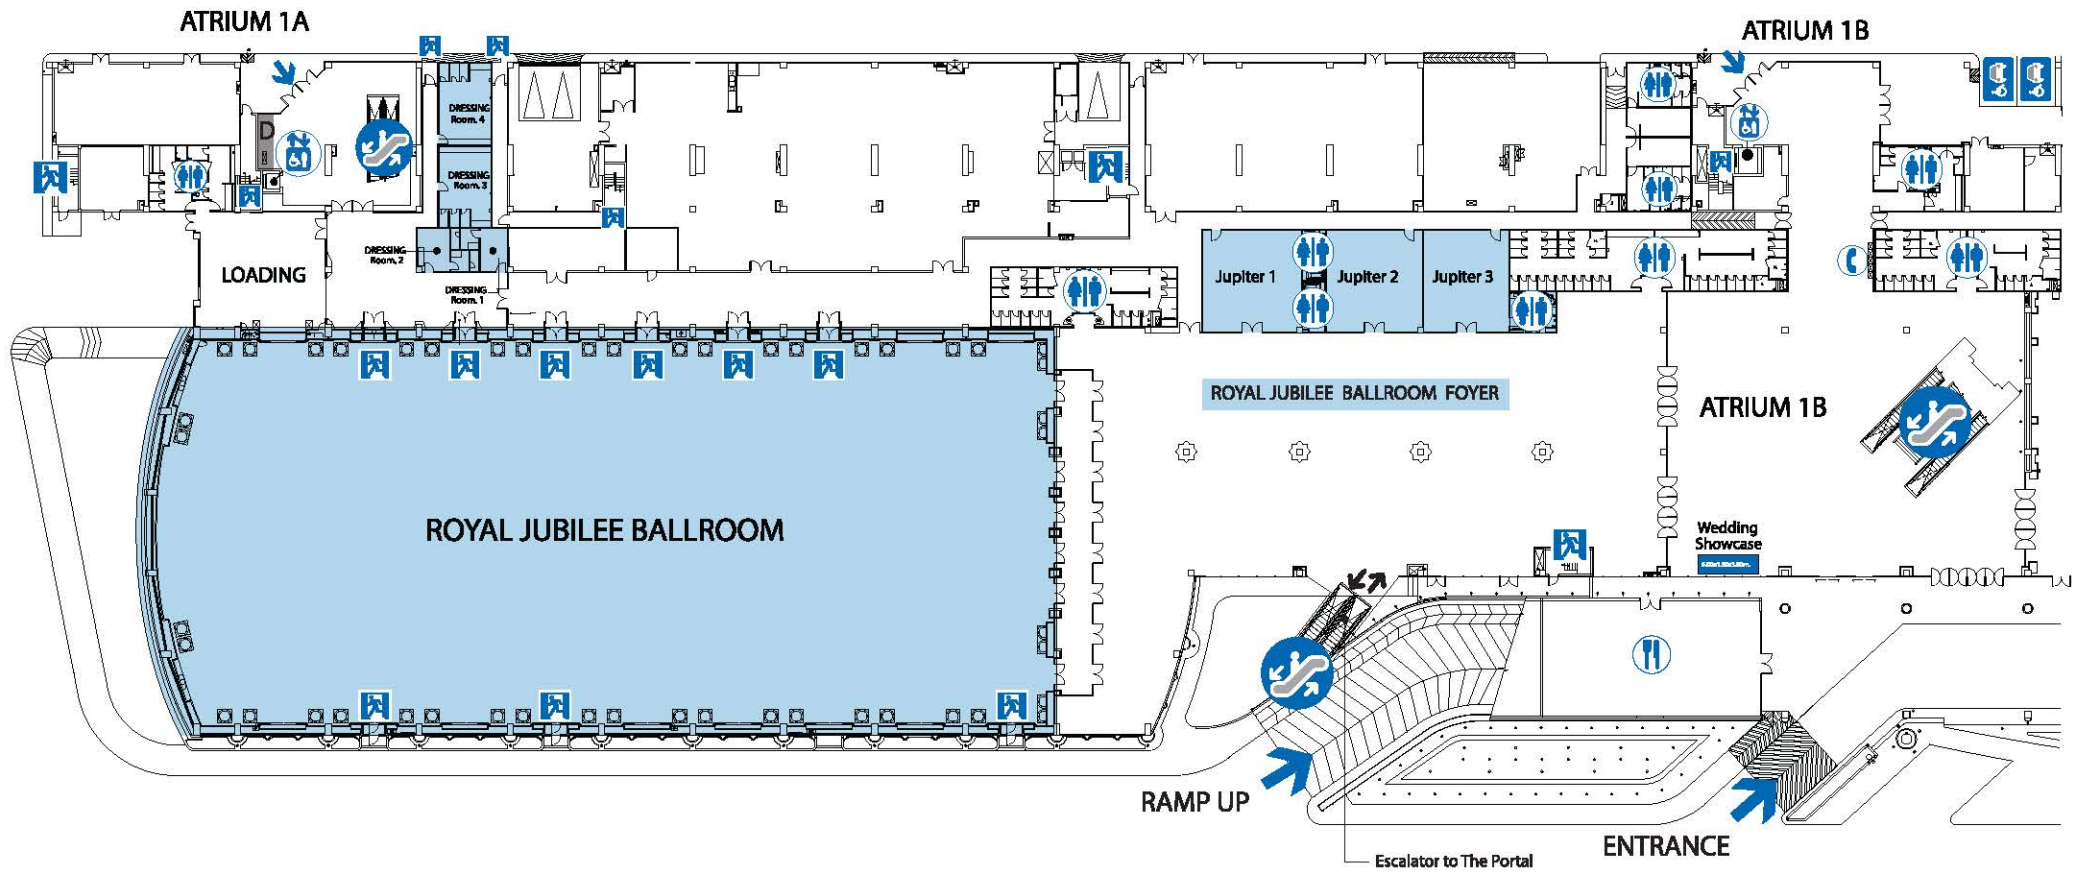 ATRIUM 1A
ATRIUM 1B
DRESSING
Room. 4
D
DRESSING
Room. 3
DRESSING
Room. 2
LOADING
DRESSING
Room. 1
Jupiter 1
Jupiter 2
Jupiter 3
ROYAL JUBILEE BALLROOM FOYER
ATRIUM 1B
ROYAL JUBILEE BALLROOM
Wedding
Showcase
RAMP UP
ENTRANCE
Escalator to The Portal